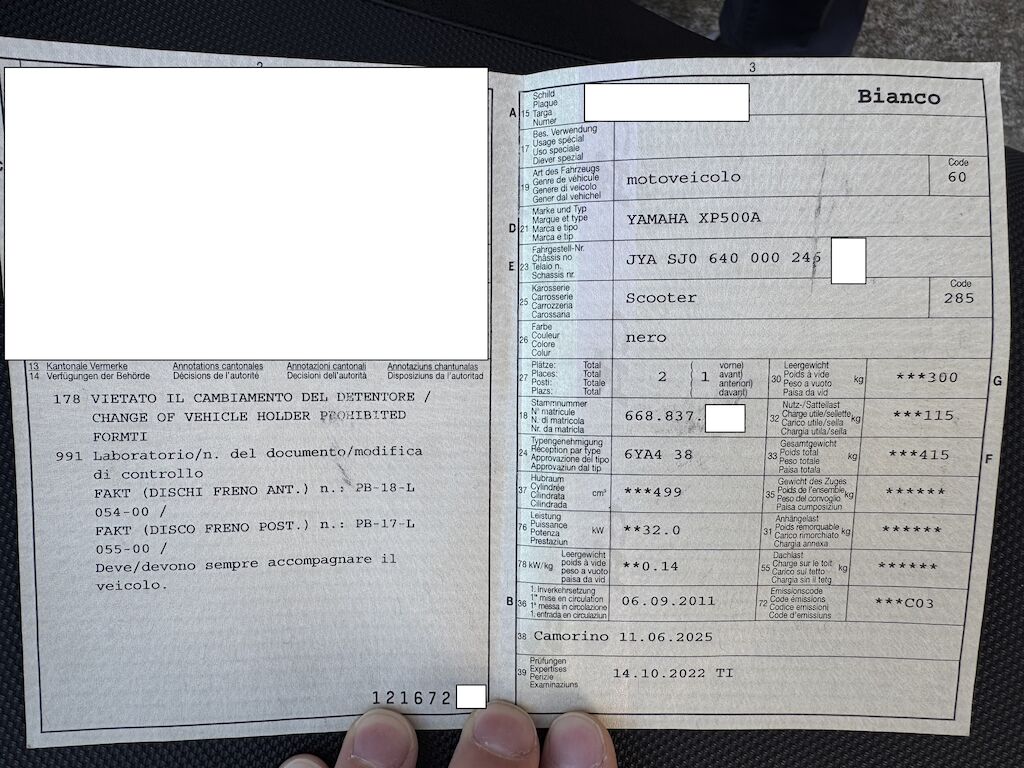 3
13 Kantonale Vermerke Annotations cantonales Annotazioni cantonali Annotaziuns chantunalas
14 Verfügungen der Behörde Décisions de l'autorité Decisioni dell'autorità Disposiziuns da l'autoritad
178 VIETATO IL CAMBIAMENTO DEL DETENTORE /
CHANGE OF VEHICLE HOLDER PROHIBITED
FORMTI
991 Laboratorio/n. del documento/modifica
di controllo
FAKT (DISCHI FRENO ANT.) n.: PB-18-L
054-00 /
FAKT (DISCO FRENO POST.) n.: PB-17-L
055-00 /
Deve/devono sempre accompagnare il
veicolo.
121672
A 15 Schild
Plaque
Targa
Numer
Bianco
17 Bes. Verwendung
Usage spécial
Uso speciale
Diever spezial
19 Art des Fahrzeugs
Genre de véhicule
Genere di veicolo
Gener dal vehichel
motoveicolo
Code
60
D 21 Marke und Typ
Marque et type
Marca e tipo
Marca e tip
YAMAHA XP500A
E 23 Fahrgestell-Nr.
Châssis no
Telaio n.
Schassis nr.
JYA SJ0 640 000 246
25 Karosserie
Carrosserie
Carrozzeria
Carossaria
Scooter
Code
285
26 Farbe
Couleur
Colore
Colur
nero
27 Plätze: Total
Places: Total
Posti: Totale
Plazs: Total
2 ( 1 vorne)
avant)
anteriori)
davant)
30 Leergewicht
Poids à vide
Peso a vuoto
Paisa da vid
kg ***300 G
18 Stammnummer
N° matricule
N. di matricola
Nr. da matricla
668.837.
32 Nutz-/Sattellast
Charge utile/sellette
Carico utile/sella
Chargia utila/sella
kg ***115
24 Typengenehmigung
Réception par type
Approvazione del tipo
Approvaziun dal tip
6YA4 38
33 Gesamtgewicht
Poids total
Peso totale
Paisa totala
kg ***415 F
37 Hubraum
Cylindrée
Cilindrata
Cilindrada
cm³ ***499
35 Gewicht des Zuges
Poids de l'ensemble
Peso del convoglio
Paisa cumposiziun
kg ******
76 Leistung
Puissance
Potenza
Prestaziun
kW **32.0
31 Anhängelast
Poids remorquable
Carico rimorchiato
Chargia annexa
kg ******
78 kW/kg Leergewicht
poids à vide
peso a vuoto
paisa da vid
**0.14
55 Dachlast
Charge sur le toit
Carico sul tetto
Chargia sin il tetg
kg ******
B 36 1. Inverkehrsetzung
1re mise en circulation
1a messa in circolazione
1. entrada en circulaziun
06.09.2011
72 Emissionscode
Code émissions
Codice emissioni
Code d'emissiuns
***C03
38 Camorino 11.06.2025
39 Prüfungen
Expertises
Perizie
Examinaziuns
14.10.2022 TI